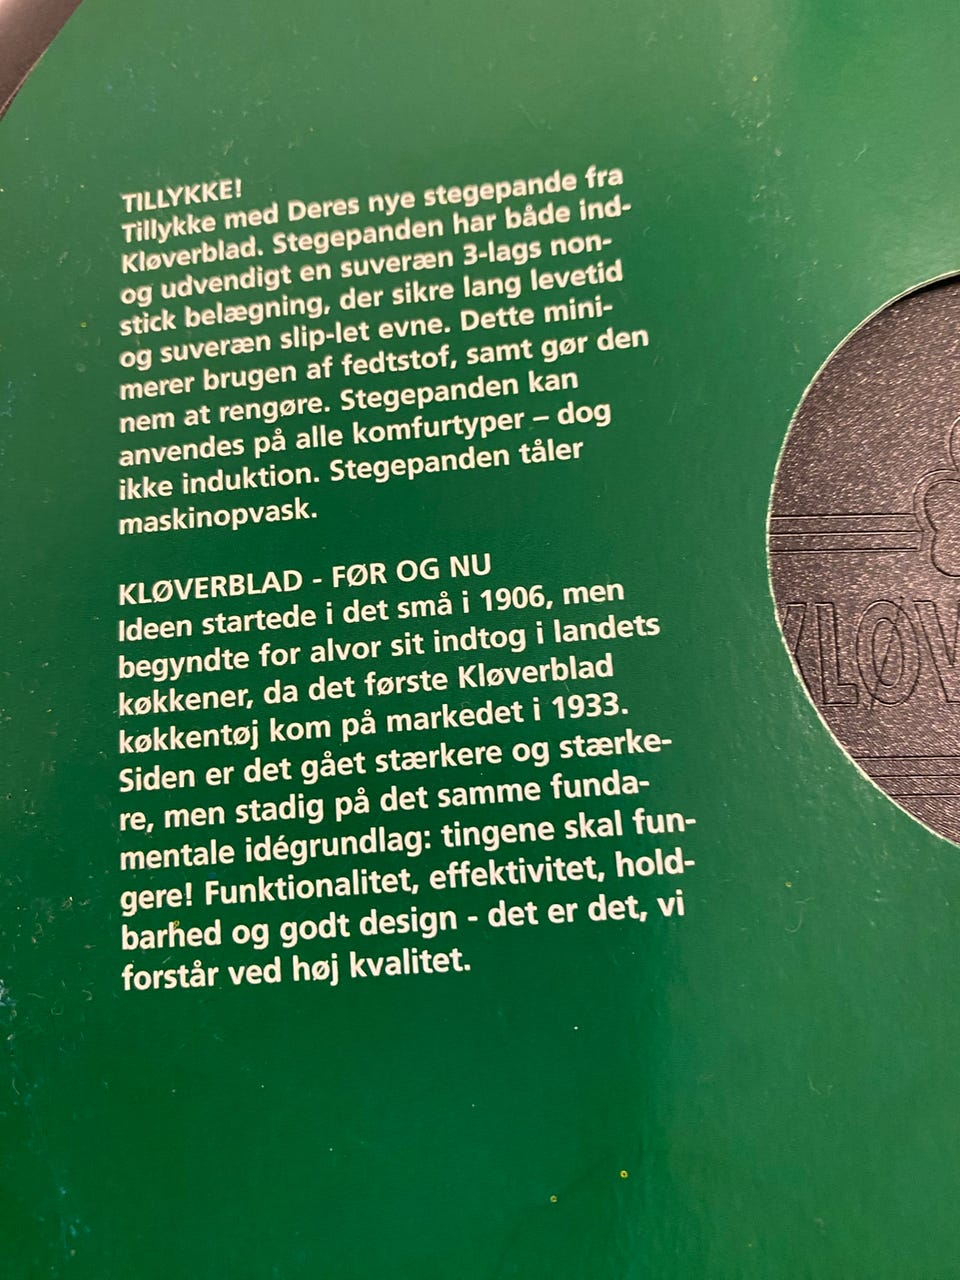 TILLYKKE!
Tillykke med Deres nye stegepande fra
Kløverblad. Stegepanden har både ind-
og udvendigt en suveræn 3-lags non-
stick belægning, der sikre lang levetid
og suveræn slip-let evne. Dette mini-
merer brugen af fedtstof, samt gør den
nem at rengøre. Stegepanden kan
anvendes på alle komfurtyper – dog
ikke induktion. Stegepanden tåler
maskinopvask.
KLØVERBLAD - FØR OG NU
Ideen startede i det små i 1906, men
begyndte for alvor sit indtog i landets
køkkener, da det første Kløverblad
køkkentøj kom på markedet i 1933.
Siden er det gået stærkere og stærke-
re, men stadig på det samme funda-
mentale idégrundlag: tingene skal fun-
gere! Funktionalitet, effektivitet, hold-
barhed og godt design - det er det, vi
forstår ved høj kvalitet.
KLØV